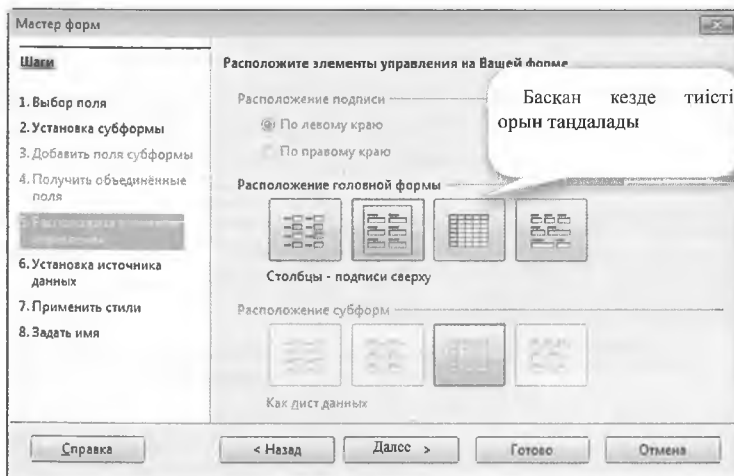 Мастер форм
Шаги
1. Выбор поля
2. Установка субформы
3. Добавить поля субформы
4. Получить объединённые
поля
6. Установка источника
данных
7. Применить стили
8. Задать имя
Расположите элементы управления на Вашей форме
Расположение подписи
По левому краю
По правому краю
Басқан кезде тиісті
орын таңдалады
Расположение головной формы
Столбцы - подписи сверху
Расположение субформ
Как лист данных
Справка
< Назад
Далее >
Готово
Отмена